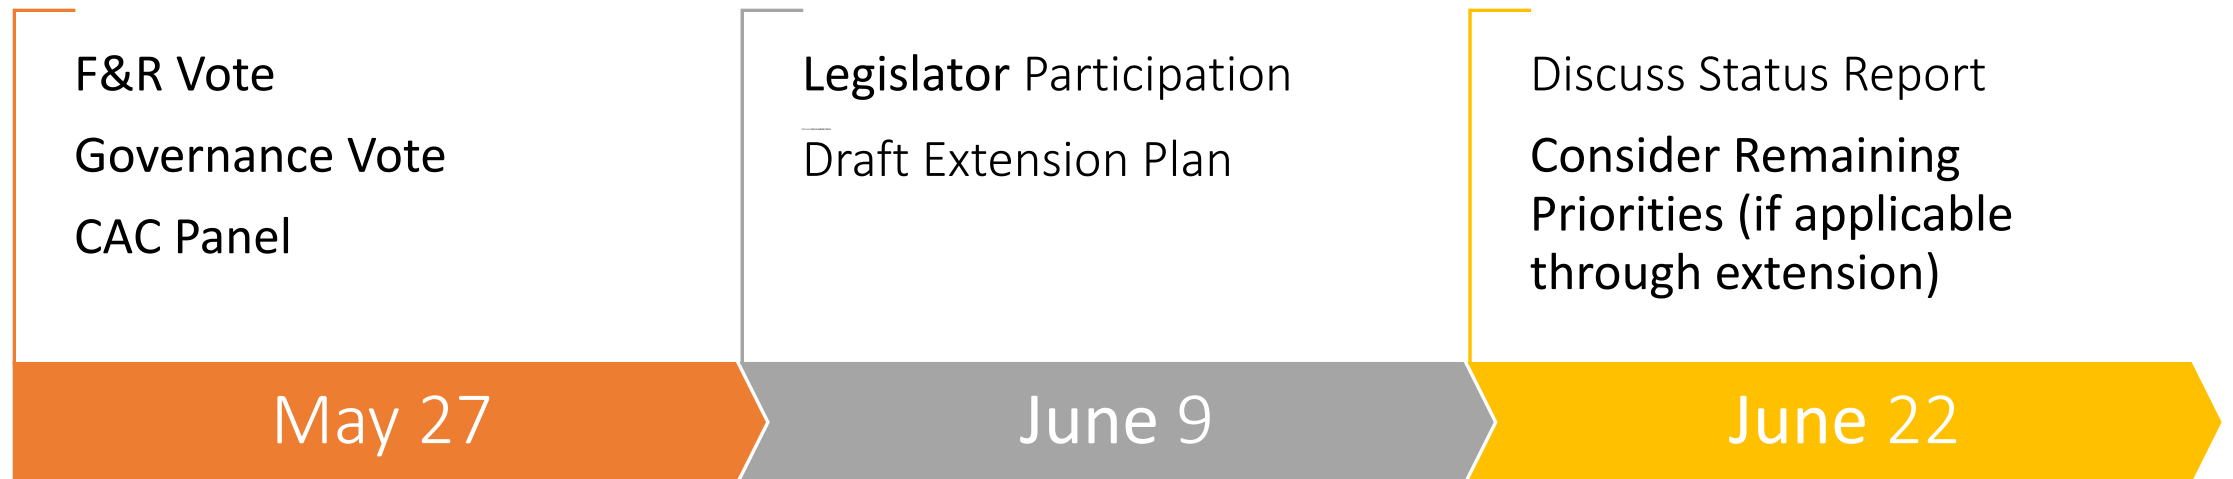 F&R Vote
Governance Vote
CAC Panel
May 27
Legislator Participation
Draft Extension Plan
June 9
Discuss Status Report
Consider Remaining
Priorities (if applicable
through extension)
June 22